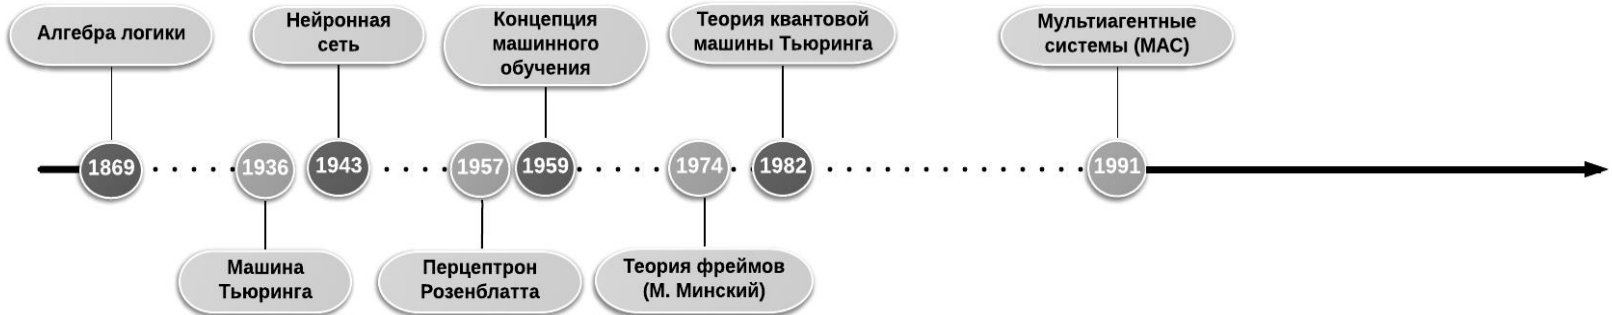 Алгебра логики
Нейронная
сеть
Концепция
машинного
обучения
Теория квантовой
машины Тьюринга
Мультиагентные
системы (МАС)
1869
1936
1943
1957
1959
1974
1982
1991
Машина
Тьюринга
Перцептрон
Розенблатта
Теория фреймов
(М. Минский)